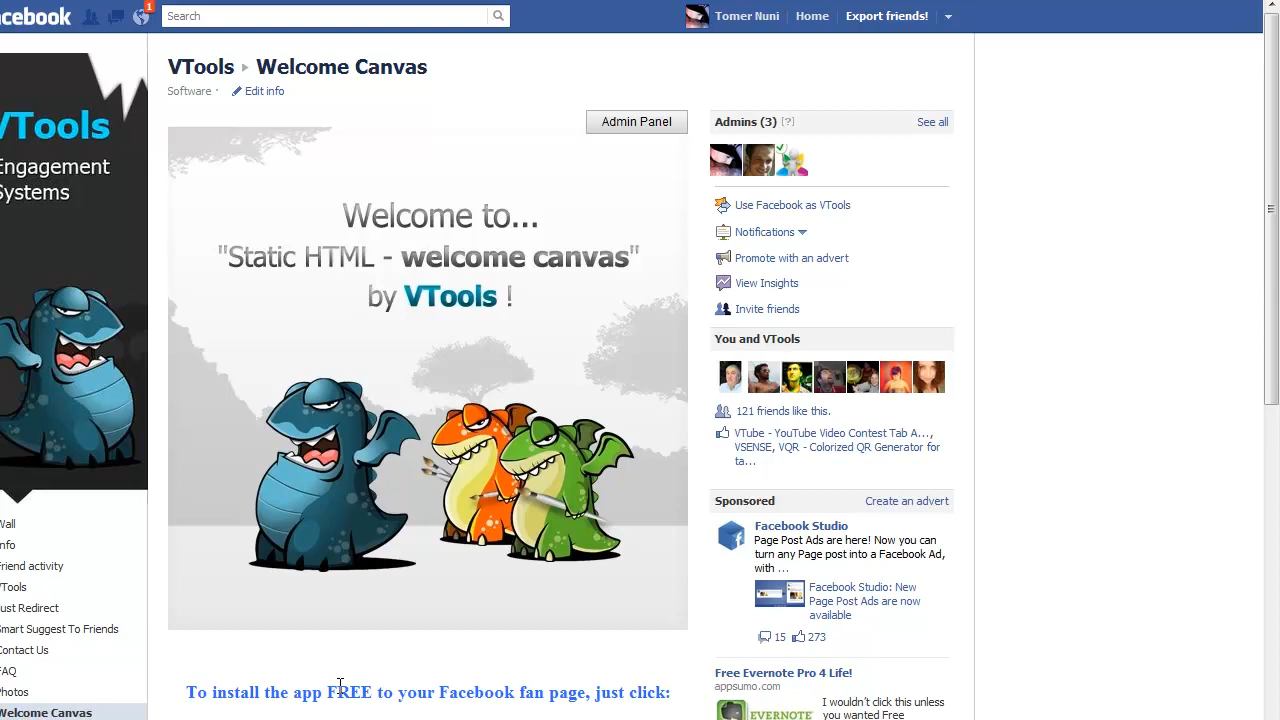 acebook
1
Search
Tomer Nuni
Home
Export friends!
VTools
Engagement
Systems
Wall
Info
Friend activity
VTools
Just Redirect
Smart Suggest To Friends
Contact Us
FAQ
Photos
Welcome Canvas
VTools ▸ Welcome Canvas
Software ·
Edit info
Admin Panel
Welcome to...
"Static HTML - welcome canvas"
by VTools !
To install the app FREE to your Facebook fan page, just click:
Admins (3) [?]
See all
Use Facebook as VTools
Notifications
Promote with an advert
View Insights
Invite friends
You and VTools
121 friends like this.
VTube - YouTube Video Contest Tab A...,
VSENSE, VQR - Colorized QR Generator for
ta...
Sponsored
Create an advert
Facebook Studio
Page Post Ads are here! Now you can
turn any Page post into a Facebook Ad,
with ...
Facebook Studio: New
Page Post Ads are now
available
15
273
Free Evernote Pro 4 Life!
appsumo.com
EVERNOTE
I wouldn't click this unless
you wanted Free